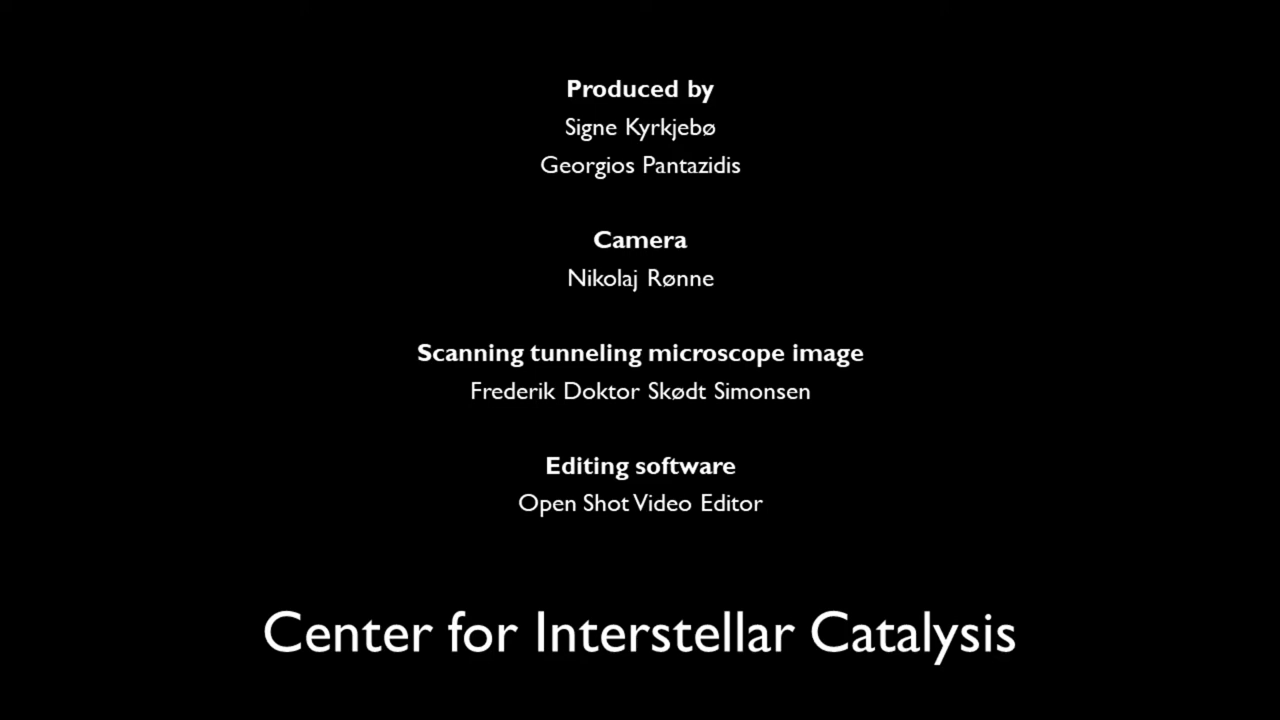 Produced by
Signe Kyrkjebø
Georgios Pantazidis
Camera
Nikolaj Rønne
Scanning tunneling microscope image
Frederik Doktor Skødt Simonsen
Editing software
Open Shot Video Editor
Center for Interstellar Catalysis